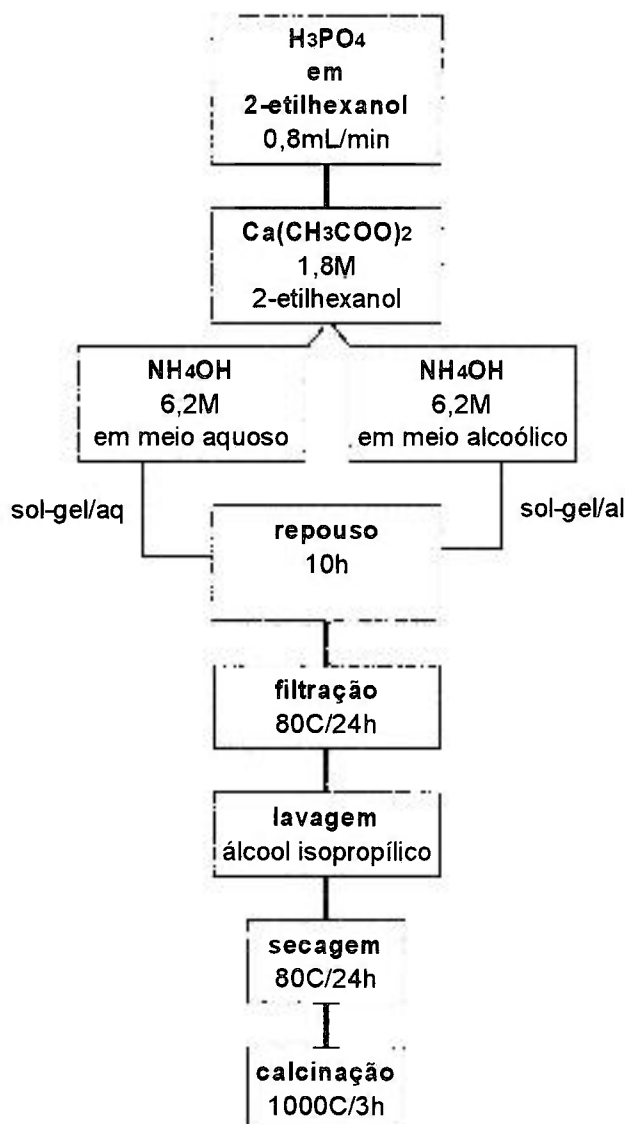 H3PO4
em
2-etilhexanol
0,8mL/min
Ca(CH3COO)2
1,8M
2-etilhexanol
NH4OH
6,2M
em meio aquoso
NH4OH
6,2M
em meio alcoólico
sol-gel/aq
sol-gel/al
repouso
10h
filtração
80C/24h
lavagem
álcool isopropílico
secagem
80C/24h
calcinação
1000C/3h